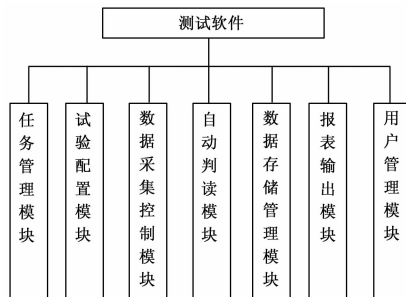 测试软件
任务管理模块
试验配置模块
数据采集控制模块
自动判读模块
数据存储管理模块
报表输出模块
用户管理模块